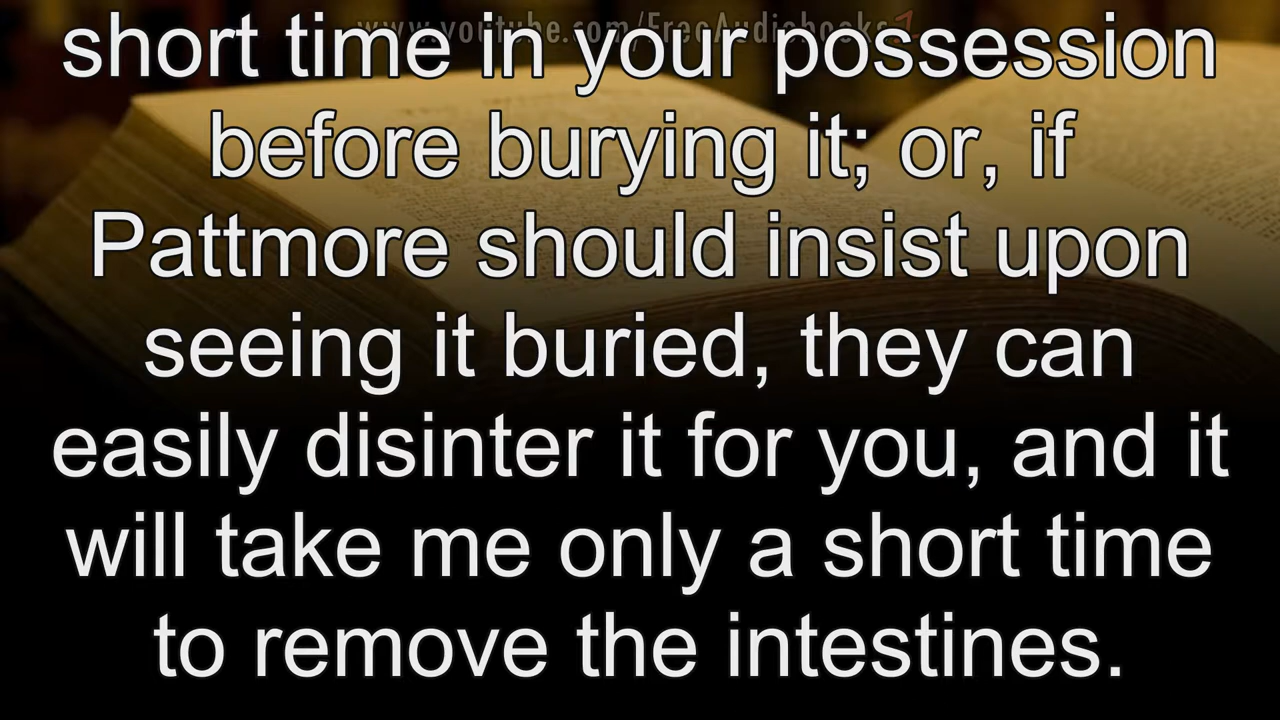 www.youtube.com/FreeAudiobooks1
short time in your possession
before burying it; or, if
Pattmore should insist upon
seeing it buried, they can
easily disinter it for you, and it
will take me only a short time
to remove the intestines.